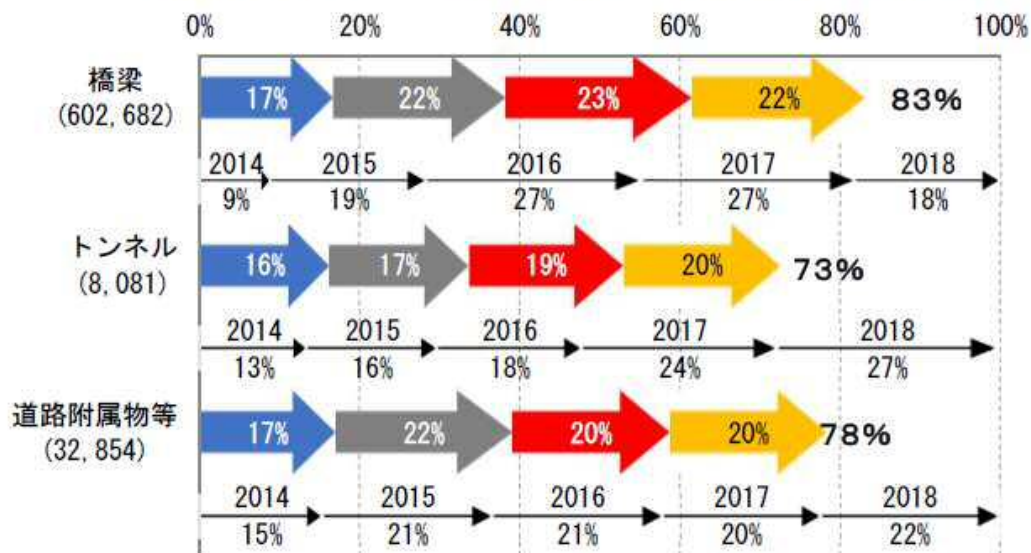 0% 20% 40% 60% 80% 100%
橋梁
(602,682)
17% 22% 23% 22% 83%
2014 2015 2016 2017 2018
9% 19% 27% 27% 18%
トンネル
(8,081)
16% 17% 19% 20% 73%
2014 2015 2016 2017 2018
13% 16% 18% 24% 27%
道路附属物等
(32,854)
17% 22% 20% 20% 78%
2014 2015 2016 2017 2018
15% 21% 21% 20% 22%